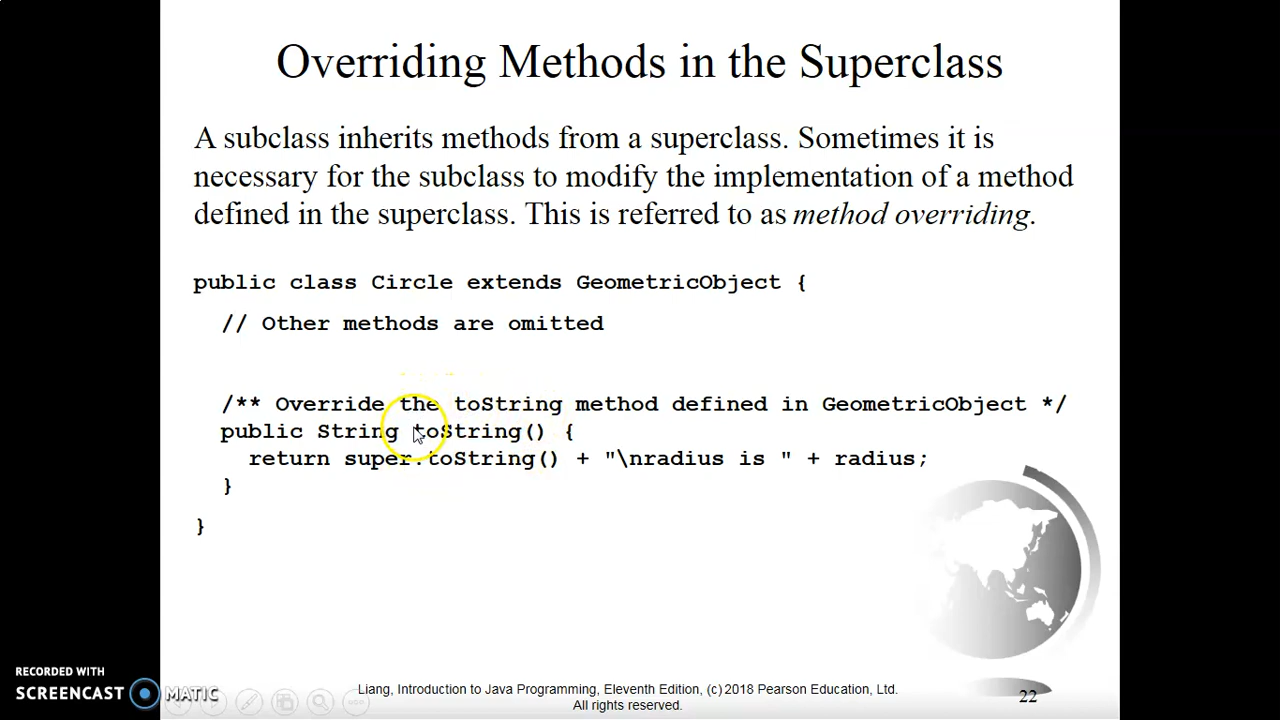 Overriding Methods in the Superclass
A subclass inherits methods from a superclass. Sometimes it is
necessary for the subclass to modify the implementation of a method
defined in the superclass. This is referred to as method overriding.
public class Circle extends GeometricObject {
// Other methods are omitted
/** Override the toString method defined in GeometricObject */
public String toString() {
return super.toString() + "\nradius is " + radius;
}
}
RECORDED WITH
SCREENCAST MATIC
Liang, Introduction to Java Programming, Eleventh Edition, (c) 2018 Pearson Education, Ltd.
All rights reserved.
22